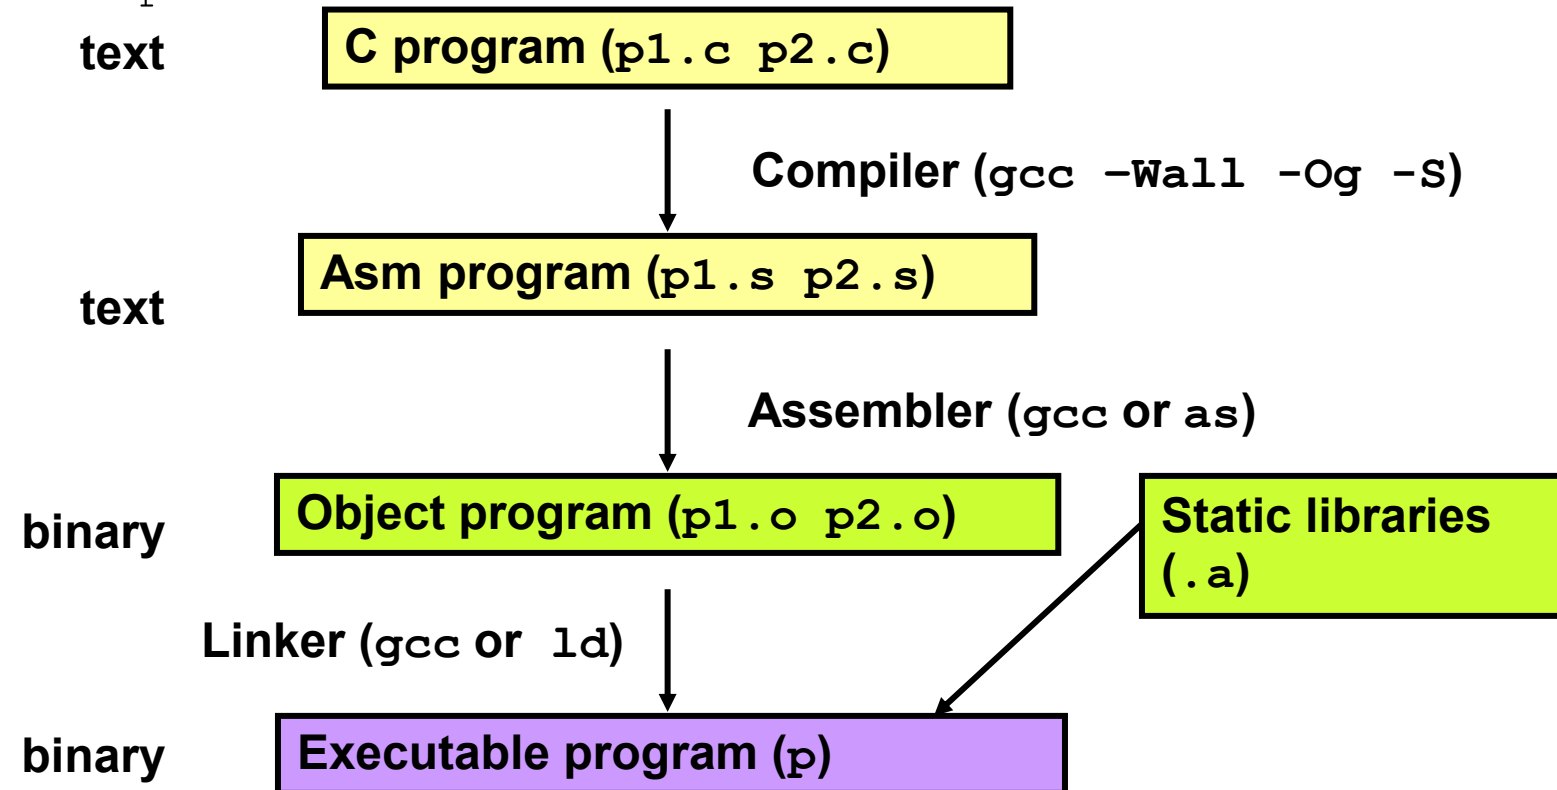 text
C program (p1.c p2.c)
Compiler (gcc –Wall -Og -S)
Asm program (p1.s p2.s)
text
Assembler (gcc or as)
Object program (p1.o p2.o)
Static libraries
(.a)
binary
Linker (gcc or ld)
Executable program (p)
binary